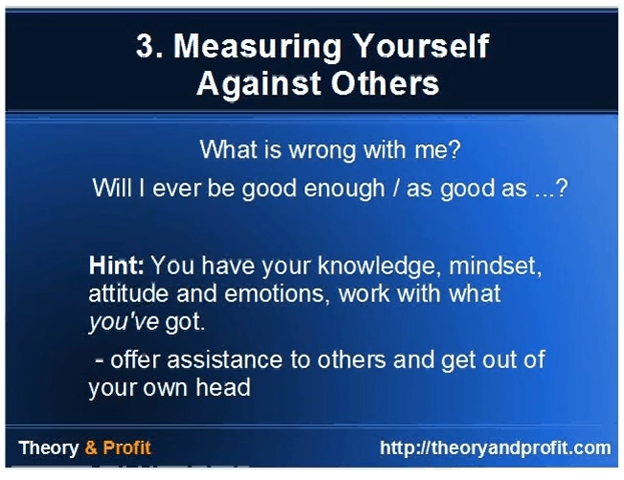 3. Measuring Yourself
Against Others
What is wrong with me?
Will I ever be good enough / as good as ...?
Hint: You have your knowledge, mindset,
attitude and emotions, work with what
you've got.
- offer assistance to others and get out of
your own head
Theory & Profit
http://theoryandprofit.com